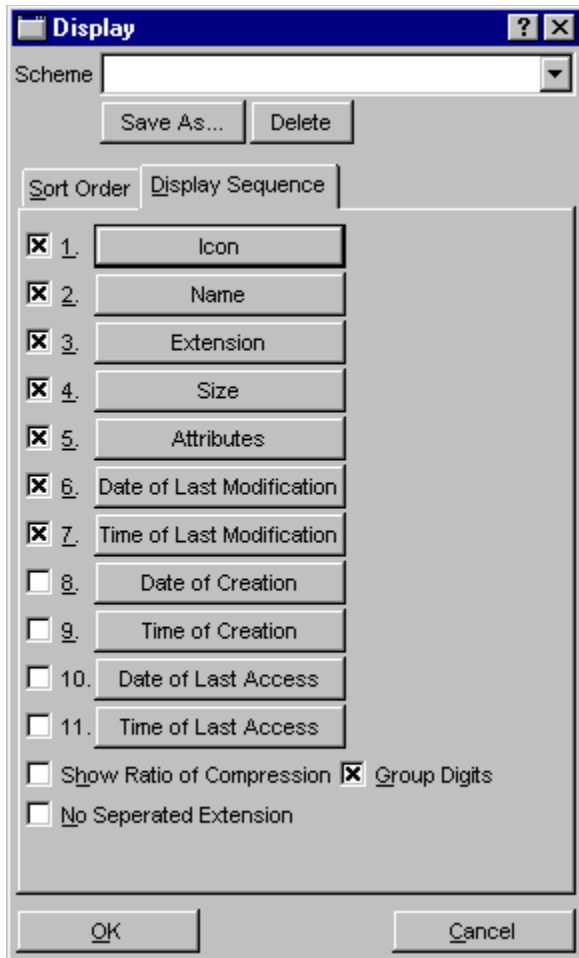 Display
Scheme
Save As... Delete
Sort Order Display Sequence
1. Icon
2. Name
3. Extension
4. Size
5. Attributes
6. Date of Last Modification
7. Time of Last Modification
8. Date of Creation
9. Time of Creation
10. Date of Last Access
11. Time of Last Access
Show Ratio of Compression Group Digits
No Seperated Extension
OK Cancel